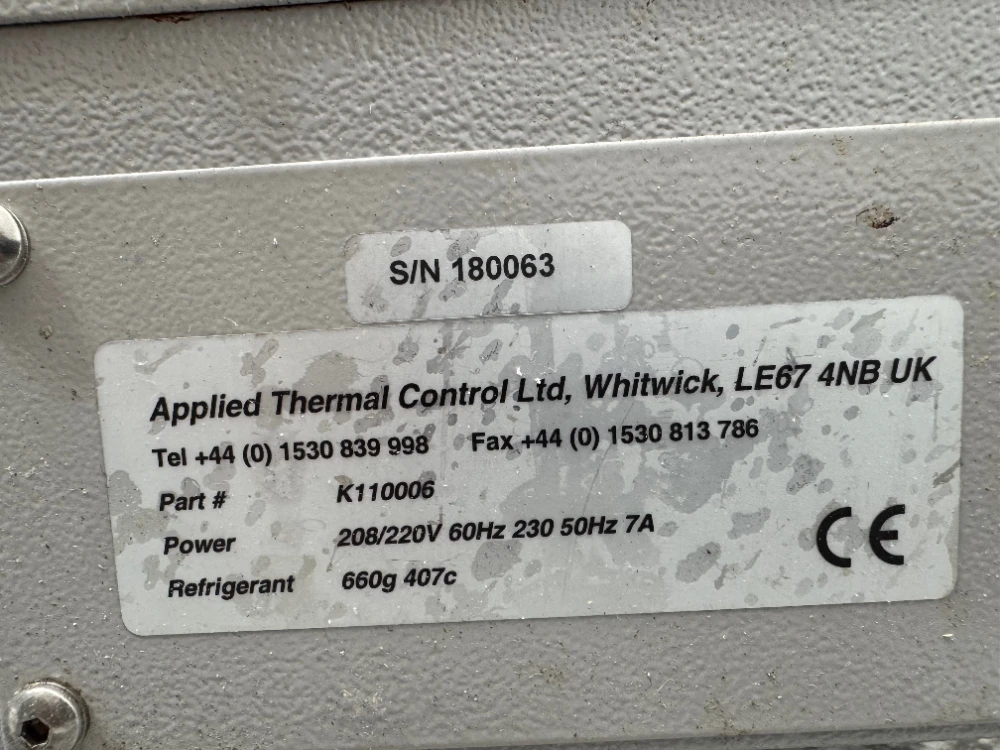 S/N 180063
Applied Thermal Control Ltd, Whitwick, LE67 4NB UK
Tel +44 (0) 1530 839 998 Fax +44 (0) 1530 813 786
Part # K110006
Power 208/220V 60Hz 230 50Hz 7A
Refrigerant 660g 407c
CE